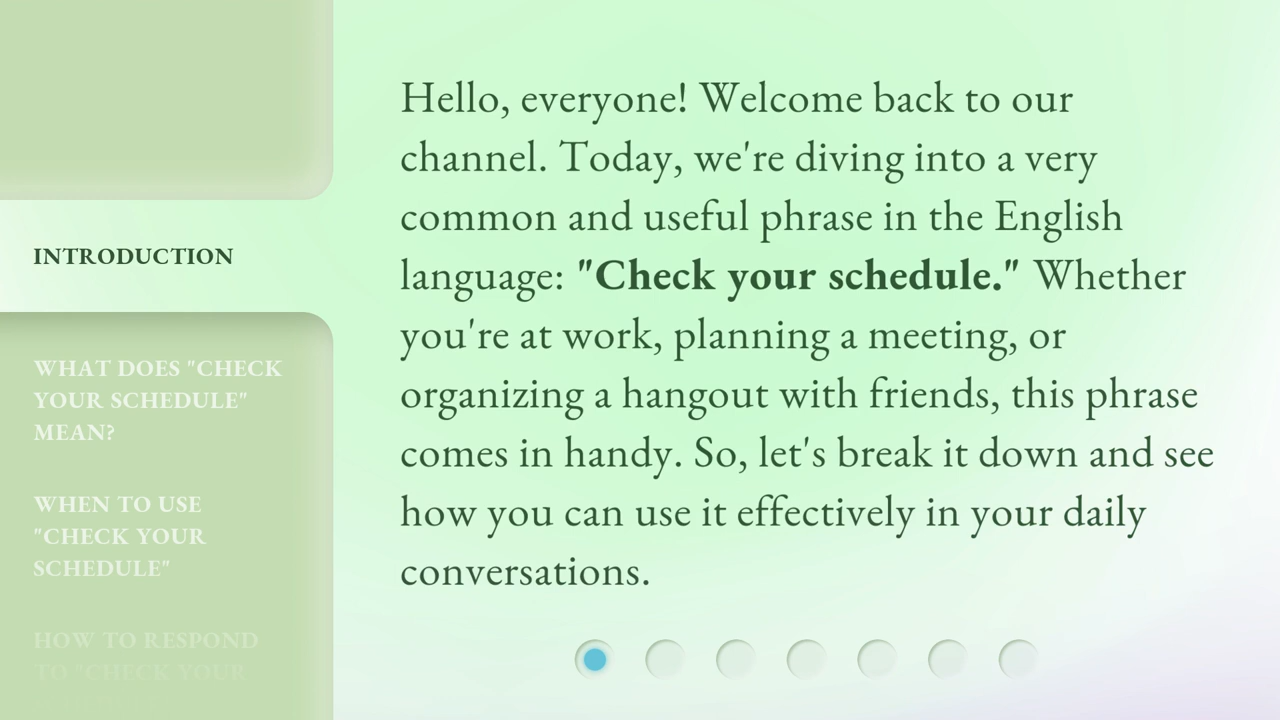 INTRODUCTION
WHAT DOES "CHECK
YOUR SCHEDULE"
MEAN?
WHEN TO USE
"CHECK YOUR
SCHEDULE"
HOW TO RESPOND
TO "CHECK YOUR
Hello, everyone! Welcome back to our
channel. Today, we're diving into a very
common and useful phrase in the English
language: "Check your schedule." Whether
you're at work, planning a meeting, or
organizing a hangout with friends, this phrase
comes in handy. So, let's break it down and see
how you can use it effectively in your daily
conversations.